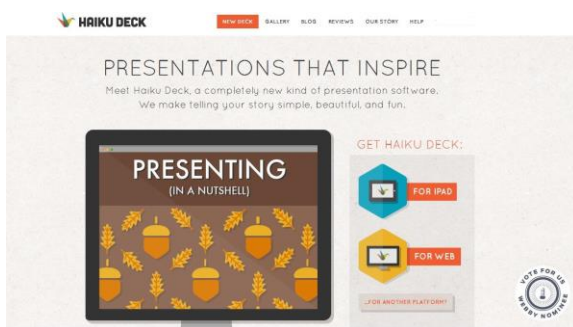 HAIKU DECK
NEW DECK GALLERY BLOG REVIEWS OUR STORY HELP
PRESENTATIONS THAT INSPIRE
Meet Haiku Deck, a completely new kind of presentation software.
We make telling your story simple, beautiful, and fun.
PRESENTING
(IN A NUTSHELL)
GET HAIKU DECK:
FOR IPAD
FOR WEB
...FOR ANOTHER PLATFORM?
VOTE FOR US
WEBBY NOMINEE